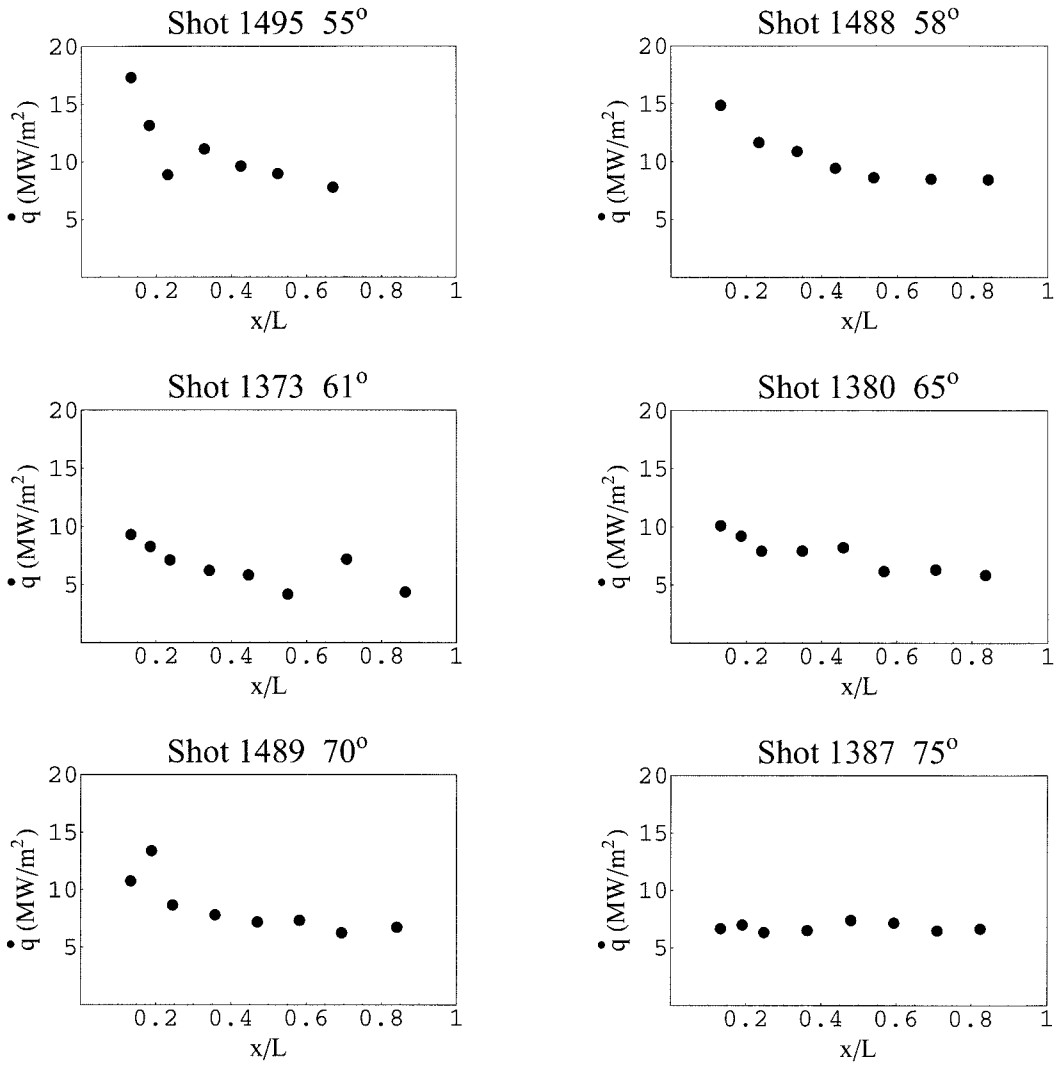 Shot 1495 55°
20
15
10
5
q̇ (MW/m²)
0.2 0.4 0.6 0.8 1
x/L
Shot 1488 58°
20
15
10
5
q̇ (MW/m²)
0.2 0.4 0.6 0.8 1
x/L
Shot 1373 61°
20
15
10
5
q̇ (MW/m²)
0.2 0.4 0.6 0.8 1
x/L
Shot 1380 65°
20
15
10
5
q̇ (MW/m²)
0.2 0.4 0.6 0.8 1
x/L
Shot 1489 70°
20
15
10
5
q̇ (MW/m²)
0.2 0.4 0.6 0.8 1
x/L
Shot 1387 75°
20
15
10
5
q̇ (MW/m²)
0.2 0.4 0.6 0.8 1
x/L